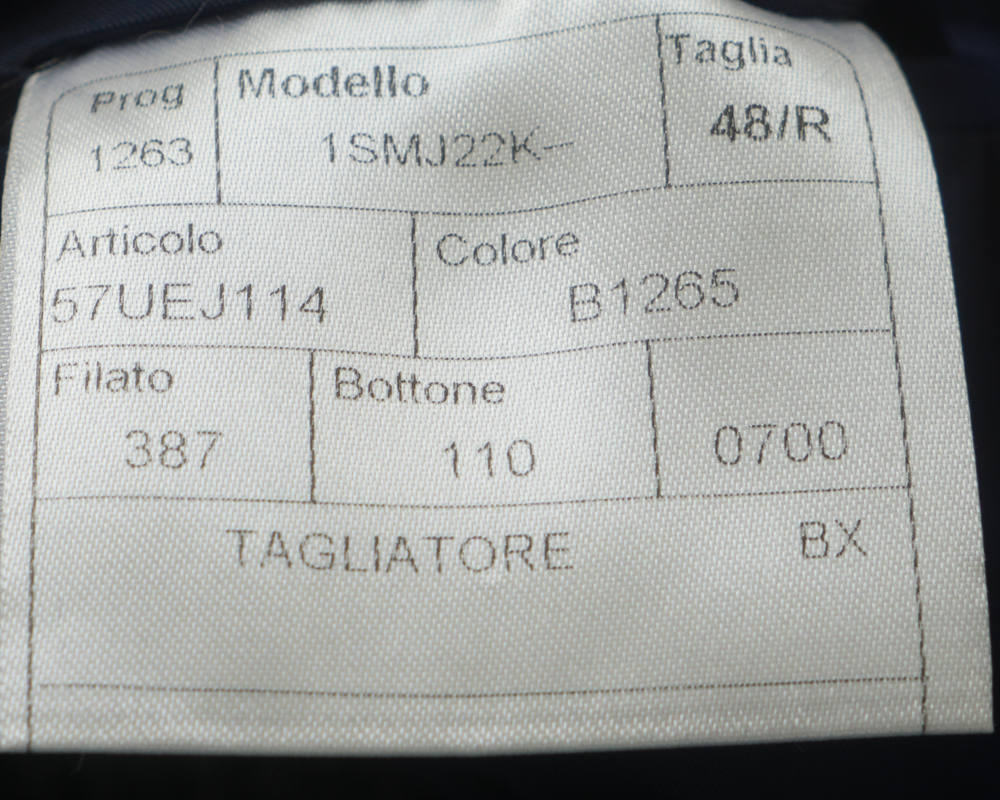 Prog Modello Taglia
1263 1SMJ22K- 48/R
Articolo Colore
57UEJ114 B1265
Filato Bottone
387 110 0700
TAGLIATORE BX